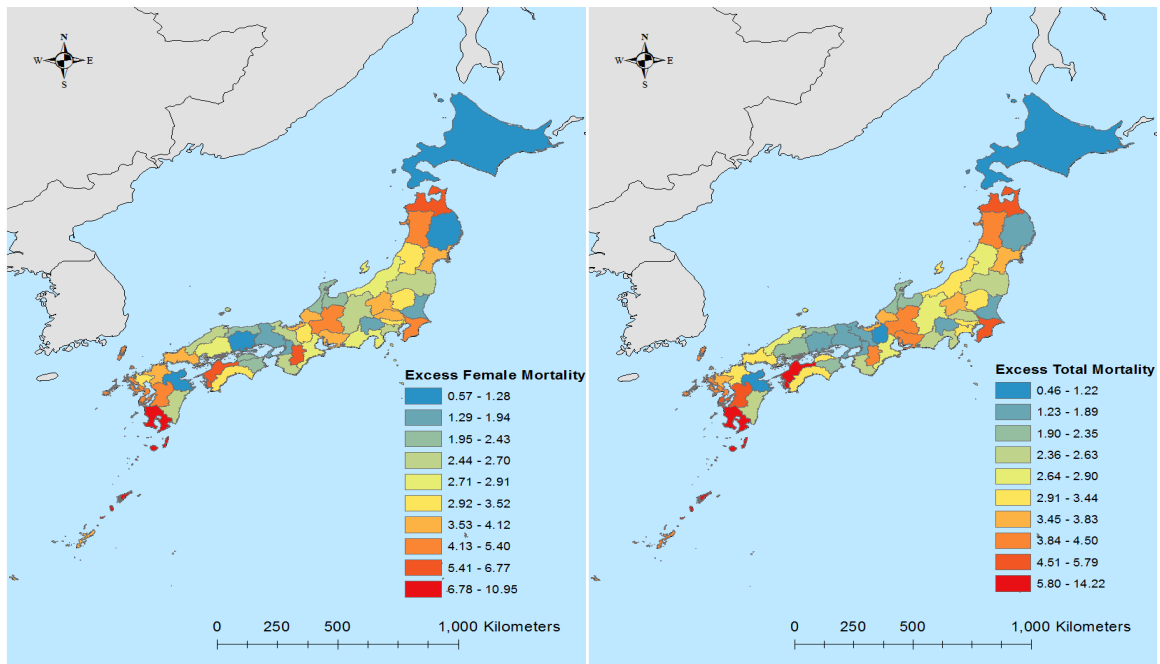 N
W E
S
Excess Female Mortality
0.57 - 1.28
1.29 - 1.94
1.95 - 2.43
2.44 - 2.70
2.71 - 2.91
2.92 - 3.52
3.53 - 4.12
4.13 - 5.40
5.41 - 6.77
6.78 - 10.95
0 250 500 1,000 Kilometers
N
W E
S
Excess Total Mortality
0.46 - 1.22
1.23 - 1.89
1.90 - 2.35
2.36 - 2.63
2.64 - 2.90
2.91 - 3.44
3.45 - 3.83
3.84 - 4.50
4.51 - 5.79
5.80 - 14.22
0 250 500 1,000 Kilometers